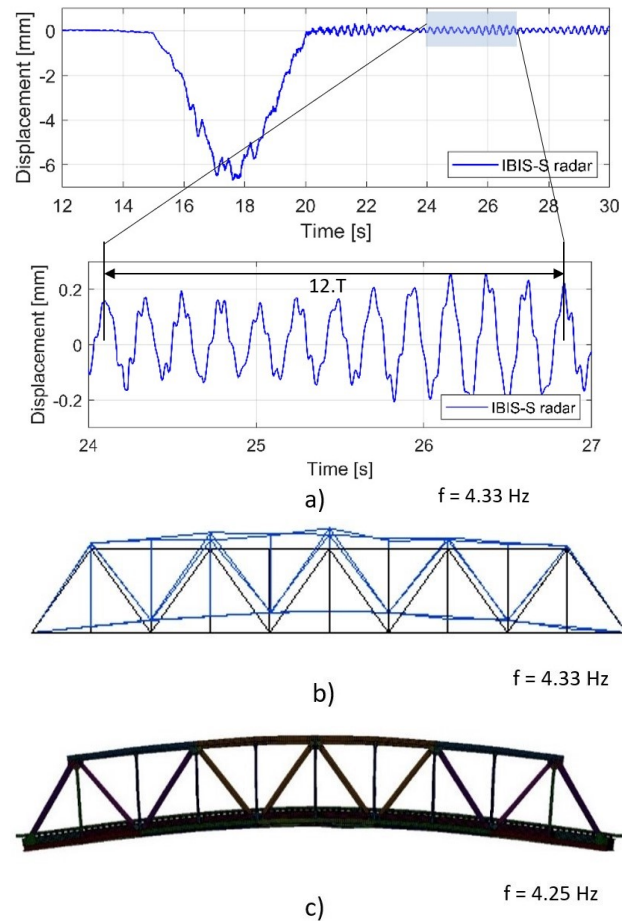 0
-2
-4
-6
Displacement [mm]
IBIS-S radar
12 14 16 18 20 22 24 26 28 30
Time [s]
12.T
0.2
0
-0.2
Displacement [mm]
IBIS-S radar
24 25 26 27
Time [s]
a)
f = 4.33 Hz
b)
f = 4.33 Hz
c)
f = 4.25 Hz